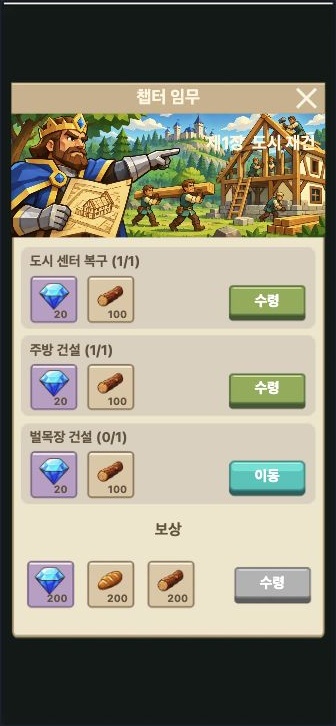 챕터 임무
제1장 도시 재건
도시 센터 복구 (1/1)
20
100
수령
주방 건설 (1/1)
20
100
수령
벌목장 건설 (0/1)
20
100
이동
보상
200
200
200
수령